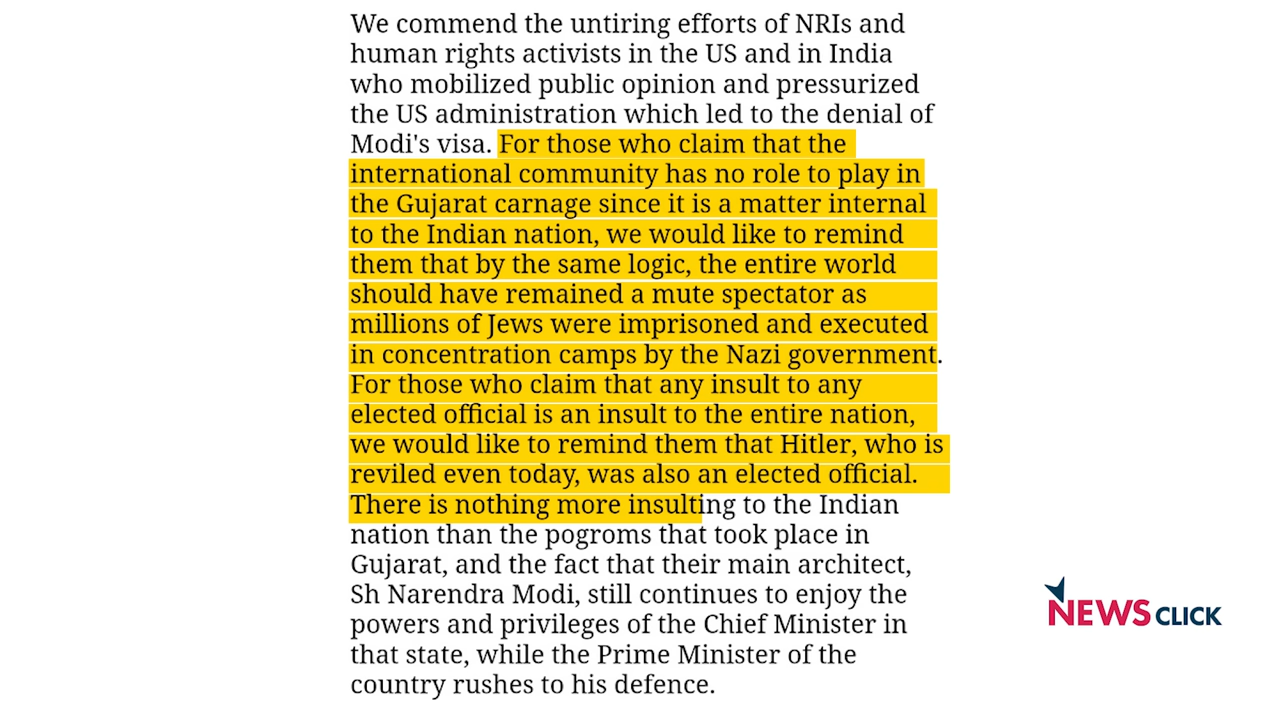 We commend the untiring efforts of NRIs and
human rights activists in the US and in India
who mobilized public opinion and pressurized
the US administration which led to the denial of
Modi's visa. For those who claim that the
international community has no role to play in
the Gujarat carnage since it is a matter internal
to the Indian nation, we would like to remind
them that by the same logic, the entire world
should have remained a mute spectator as
millions of Jews were imprisoned and executed
in concentration camps by the Nazi government.
For those who claim that any insult to any
elected official is an insult to the entire nation,
we would like to remind them that Hitler, who is
reviled even today, was also an elected official.
There is nothing more insulting to the Indian
nation than the pogroms that took place in
Gujarat, and the fact that their main architect,
Sh Narendra Modi, still continues to enjoy the
powers and privileges of the Chief Minister in
that state, while the Prime Minister of the
country rushes to his defence.
NEWSCLICK